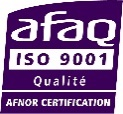 afaq
ISO 9001
Qualité
AFNOR CERTIFICATION